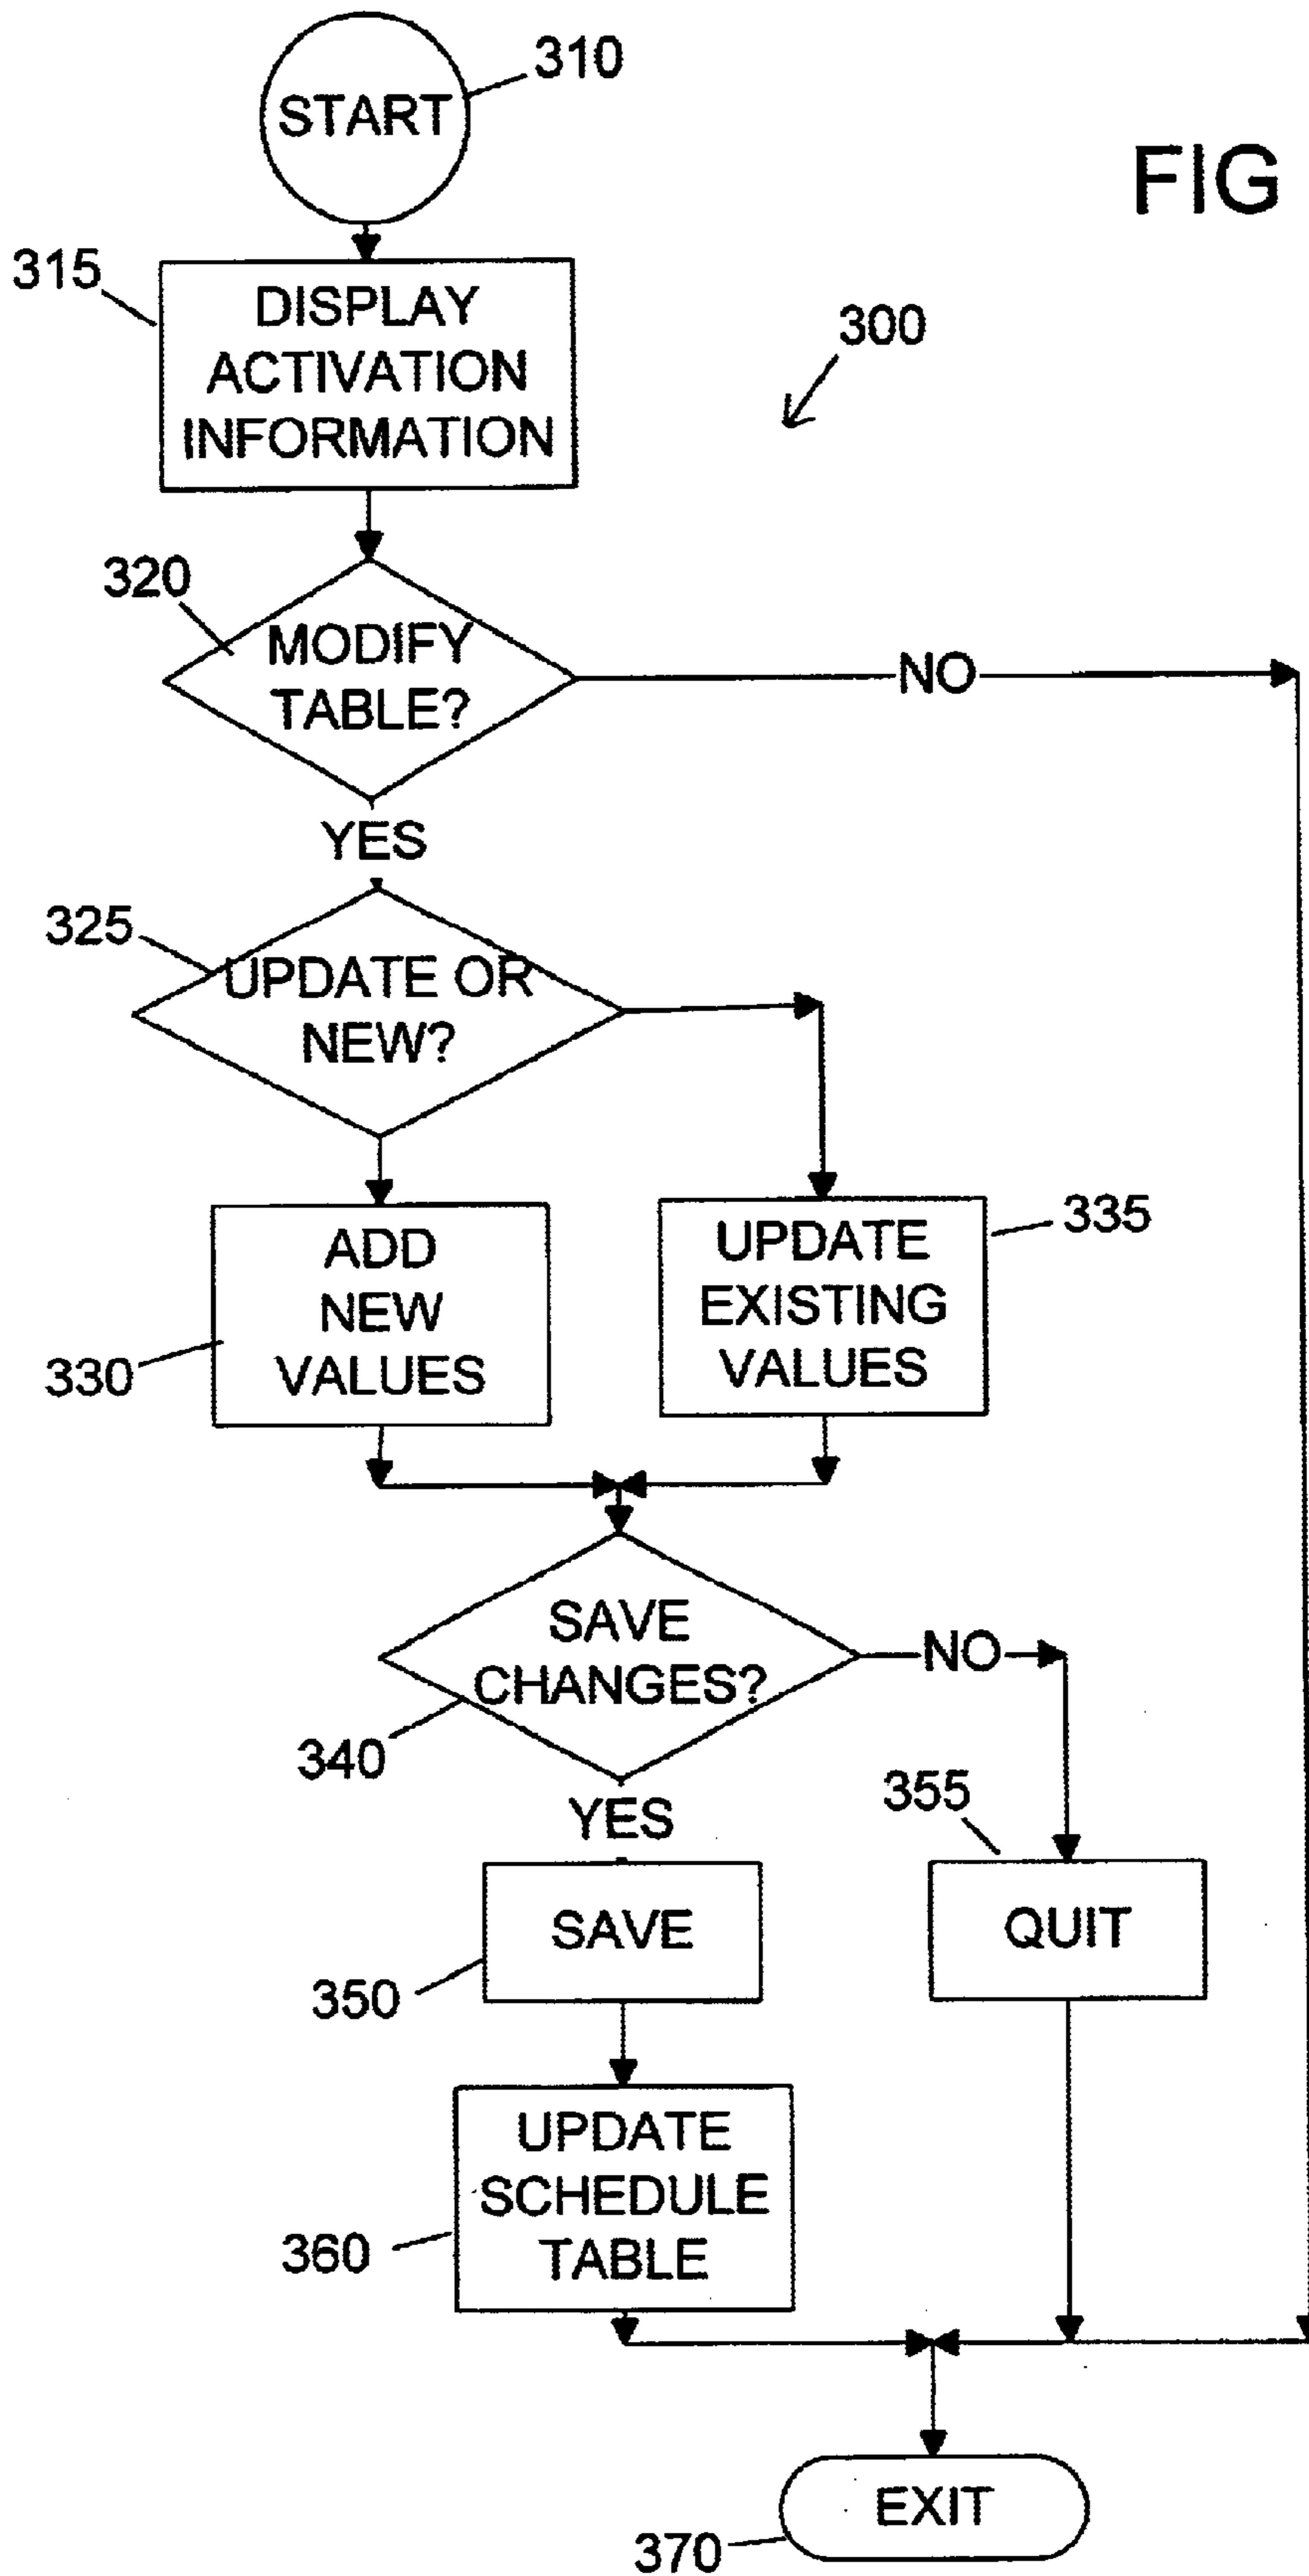 310
START
FIG
315
DISPLAY
ACTIVATION
INFORMATION
300
320
MODIFY
TABLE?
NO
YES
325
UPDATE OR
NEW?
ADD
NEW
VALUES
330
UPDATE
EXISTING
VALUES
335
SAVE
CHANGES?
340
NO
YES
355
SAVE
350
QUIT
UPDATE
SCHEDULE
TABLE
360
EXIT
370